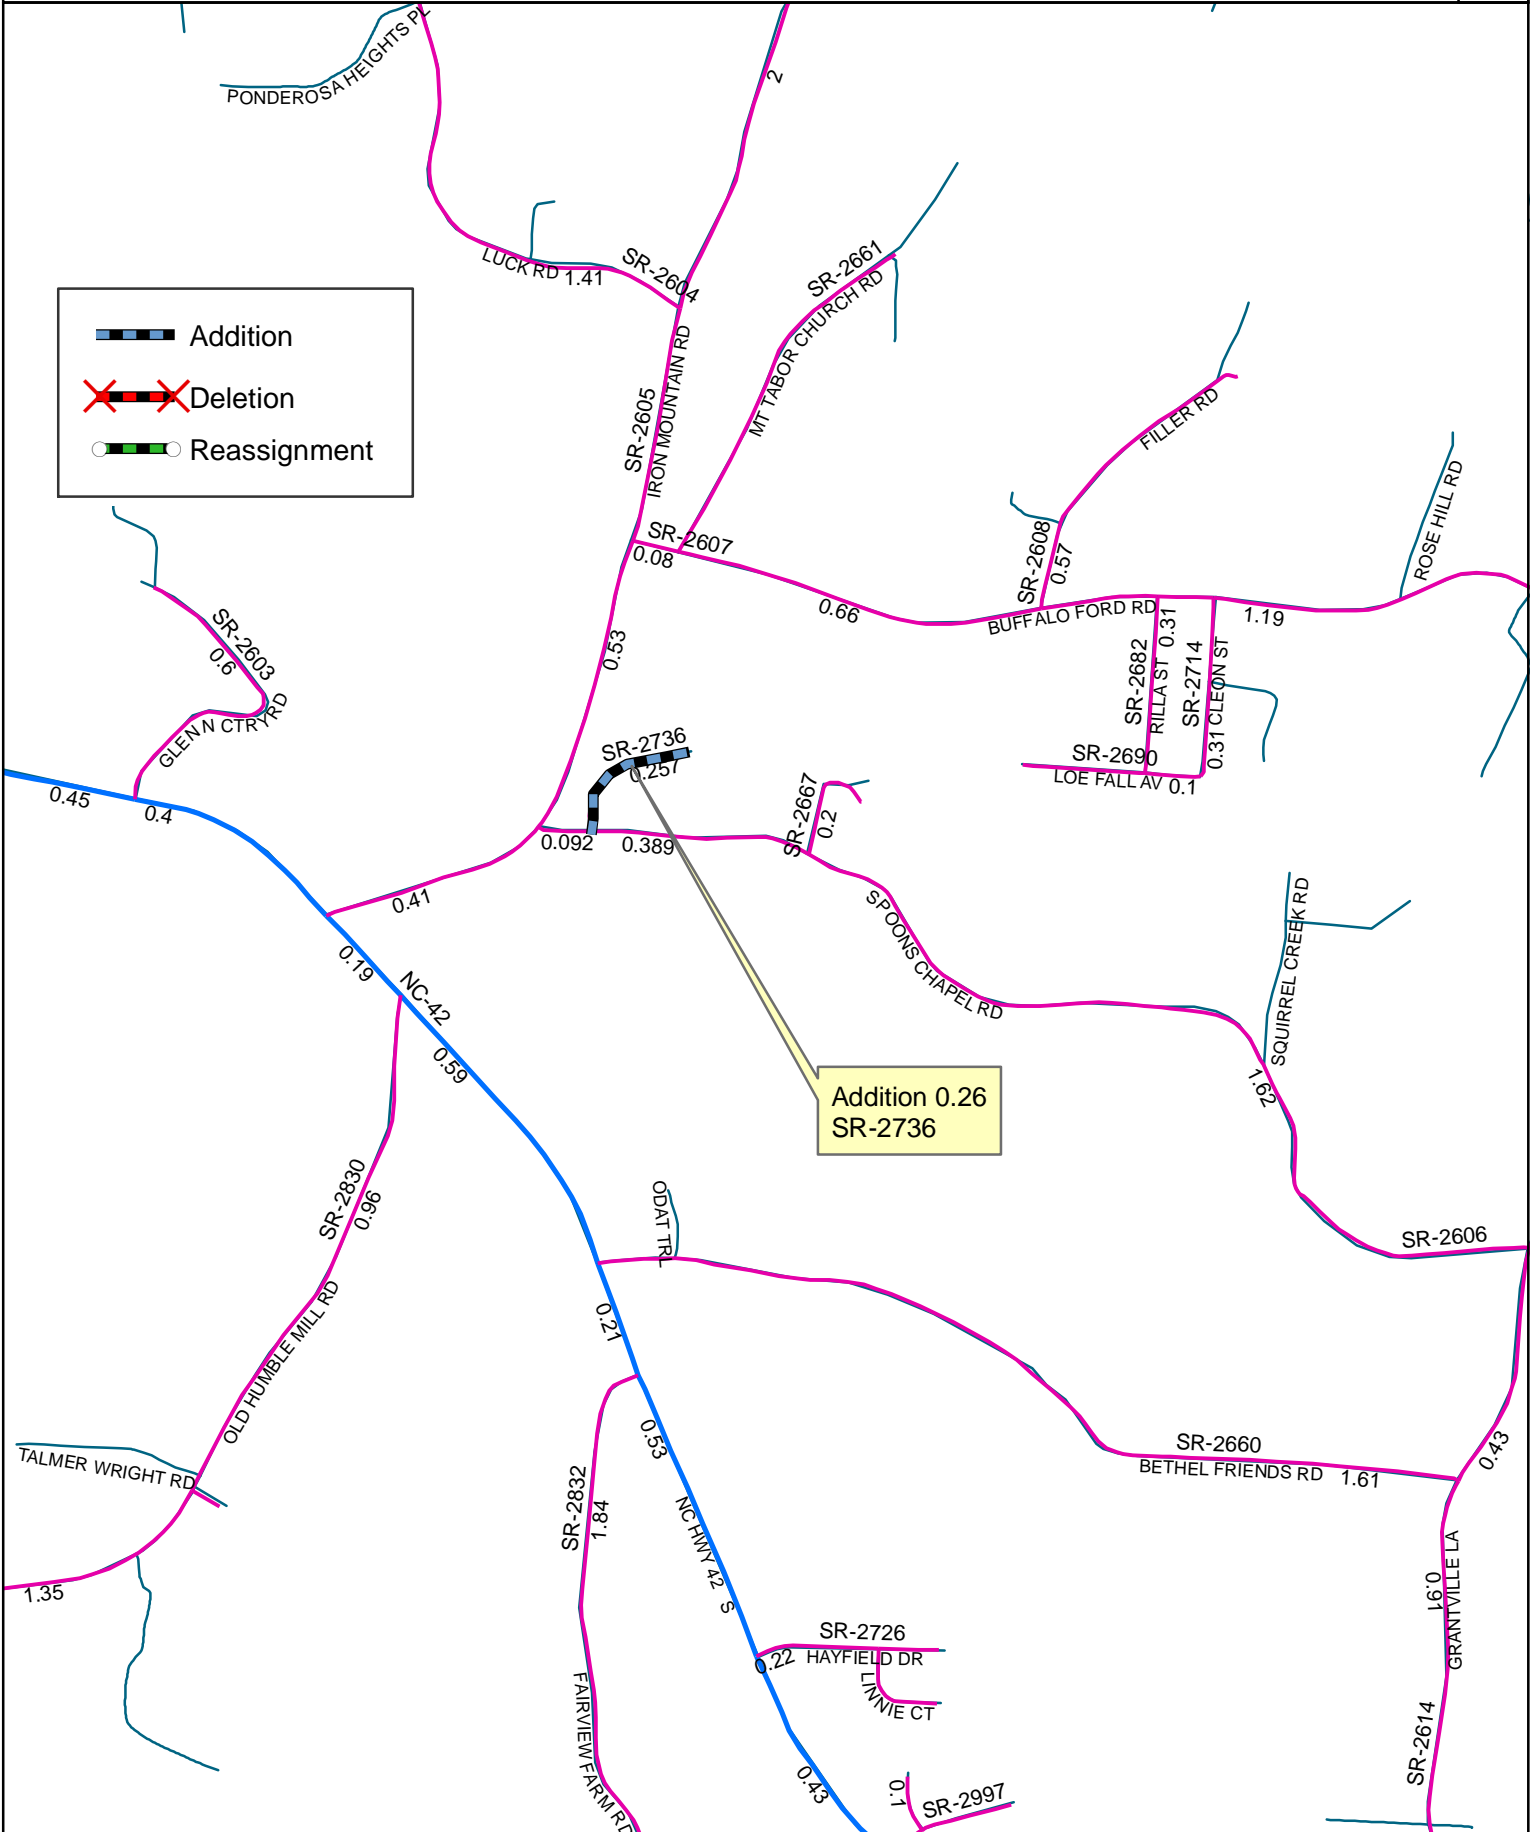 PONDEROSA HEIGHTS PL
2
LUCK RD
1.41
SR-2604
SR-2661
MT TABOR CHURCH RD
Addition
Deletion
Reassignment
SR-2605
IRON MOUNTAIN RD
FILLER RD
ROSE HILL RD
SR-2607
0.08
SR-2608
0.57
0.66
BUFFALO FORD RD
0.31
1.19
SR-2603
0.6
GLEN N CTRY RD
0.53
SR-2682
RILLA ST
SR-2714
CLEON ST
0.31
SR-2736
0.257
SR-2690
LOE FALL AV
0.1
0.45
0.4
SR-2667
0.2
0.092
0.389
0.41
SPOONS CHAPEL RD
SQUIRREL CREEK RD
0.19
NC-42
0.59
1.62
Addition 0.26
SR-2736
SR-2830
0.96
ODAT TRL
SR-2606
0.21
OLD HUMBLE MILL RD
0.53
SR-2660
BETHEL FRIENDS RD
1.61
0.43
TALMER WRIGHT RD
SR-2832
1.84
NC HWY 42 S
1.35
0.91
GRANTVILLE LA
SR-2726
0.22
HAYFIELD DR
LINNIE CT
FAIRVIEW FARM RD
SR-2614
0.43
0.1
SR-2997